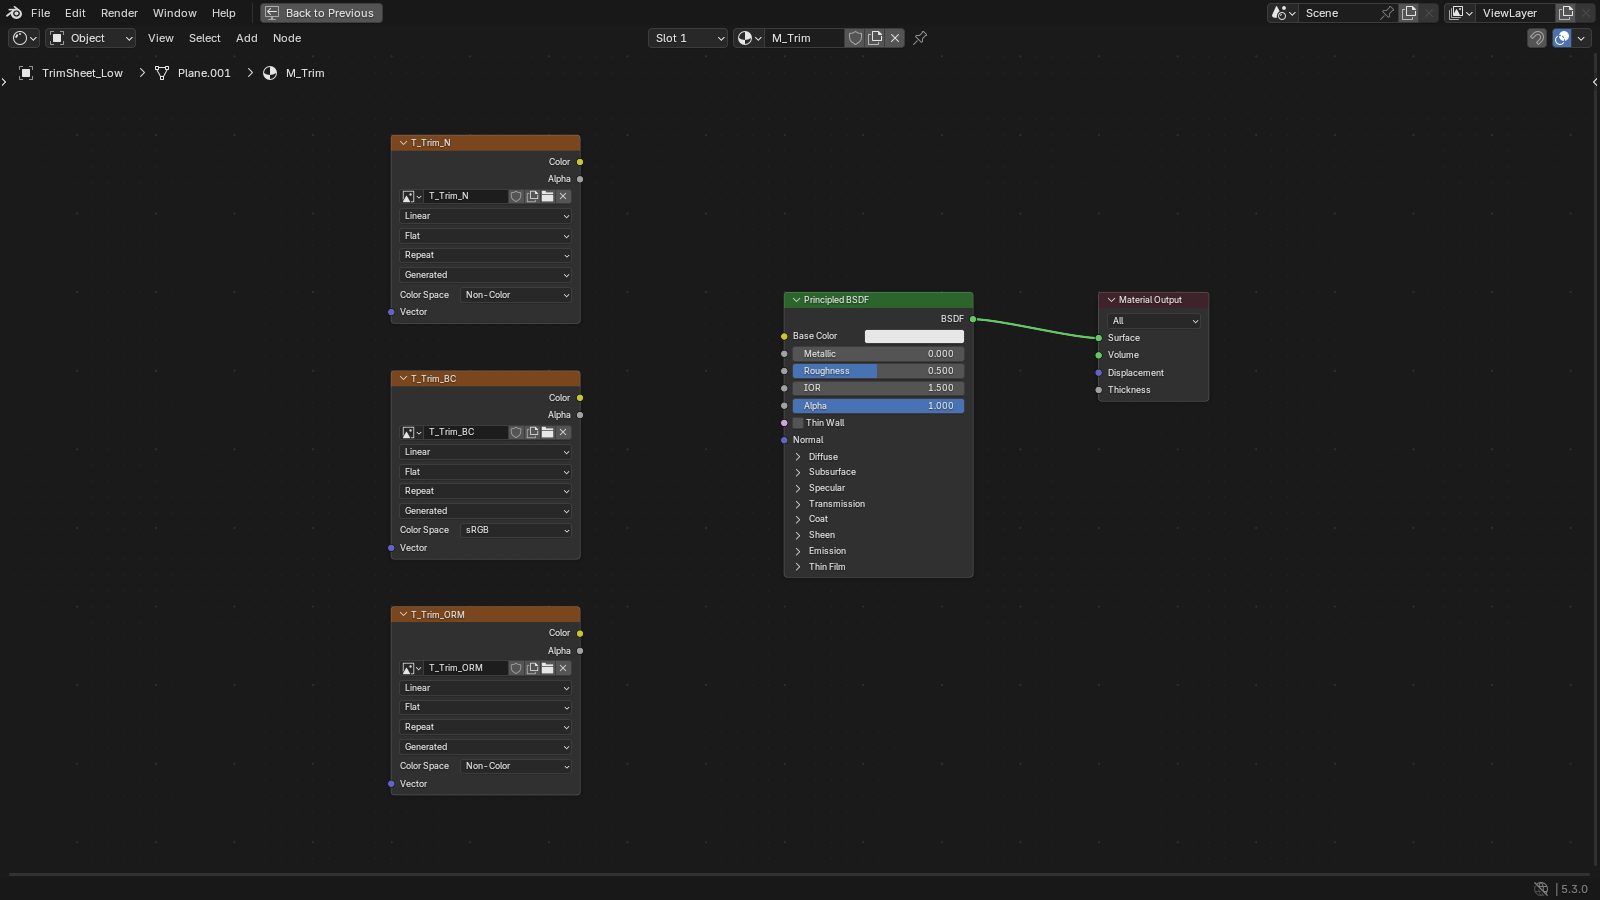 File Edit Render Window Help Back to Previous Scene ViewLayer
Object View Select Add Node Slot 1 M_Trim
TrimSheet_Low Plane.001 M_Trim
T_Trim_N
Color
Alpha
T_Trim_N
Linear
Flat
Repeat
Generated
Color Space Non-Color
Vector
T_Trim_BC
Color
Alpha
T_Trim_BC
Linear
Flat
Repeat
Generated
Color Space sRGB
Vector
T_Trim_ORM
Color
Alpha
T_Trim_ORM
Linear
Flat
Repeat
Generated
Color Space Non-Color
Vector
Principled BSDF
BSDF
Base Color
Metallic 0.000
Roughness 0.500
IOR 1.500
Alpha 1.000
Thin Wall
Normal
Diffuse
Subsurface
Specular
Transmission
Coat
Sheen
Emission
Thin Film
Material Output
All
Surface
Volume
Displacement
Thickness
5.3.0